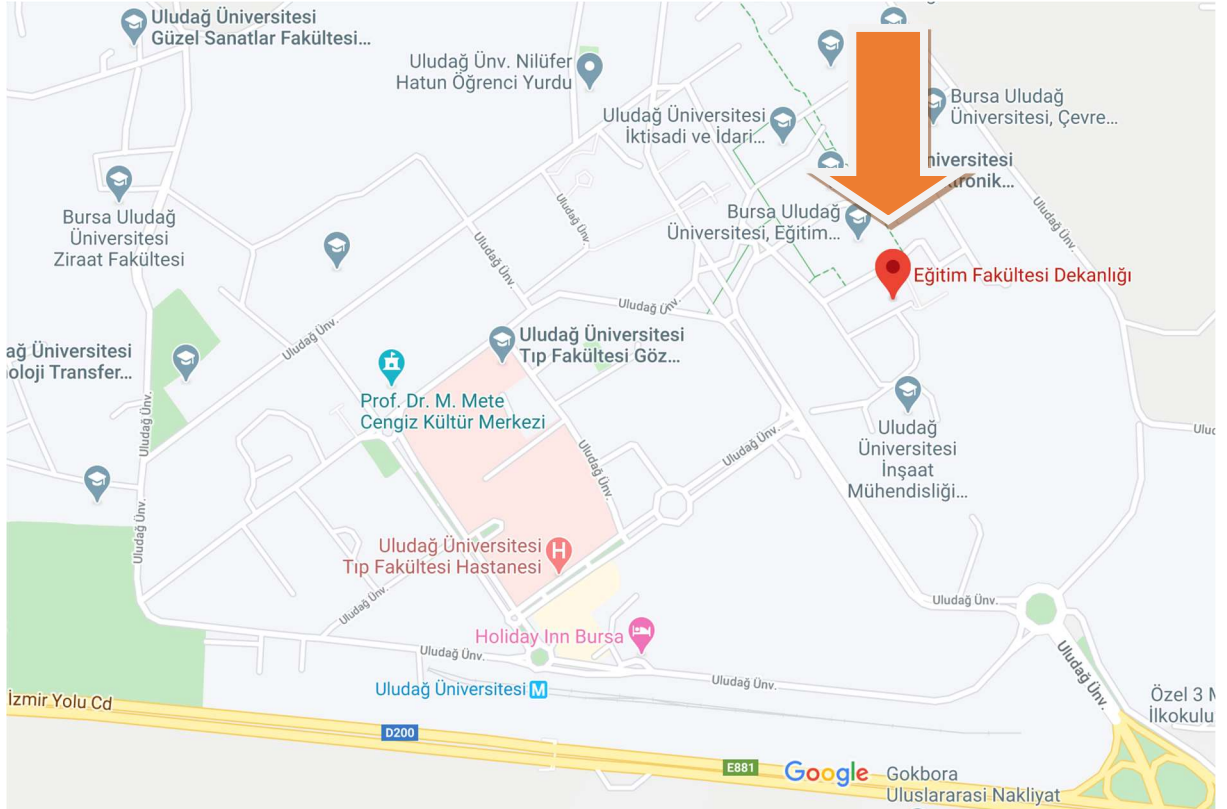 Uludağ Üniversitesi
Güzel Sanatlar Fakültesi...
Uludağ Ünv. Nilüfer
Hatun Öğrenci Yurdu
Uludağ Üniversitesi
İktisadi ve İdari...
Bursa Uludağ
Üniversitesi, Çevre...
niversitesi
ktronik...
Bursa Uludağ
Üniversitesi
Ziraat Fakültesi
Bursa Uludağ
Üniversitesi, Eğitim...
Uludağ Ünv.
Uludağ Ünv.
Uludağ Ünv.
Eğitim Fakültesi Dekanlığı
Uludağ Ünv.
Uludağ Ünv.
ağ Üniversitesi
oloji Transfer...
Uludağ Üniversitesi
Tıp Fakültesi Göz...
Prof. Dr. M. Mete
Cengiz Kültür Merkezi
Uludağ Ünv.
Uludağ
Üniversitesi
İnşaat
Mühendisliği...
Uludağ Ünv.
Uludağ Ünv.
Ulud
Uludağ Ünv.
Uludağ Üniversitesi
Tıp Fakültesi Hastanesi
H
Uludağ Ünv.
Uludağ Ünv.
Holiday Inn Bursa
Uludağ Ünv.
Uludağ Ünv.
Uludağ Ünv.
Uludağ Üniversitesi M
İzmir Yolu Cd
Özel 3 M
İlkokulu
D200
E881
Google
Gokbora
Uluslararasi Nakliyat